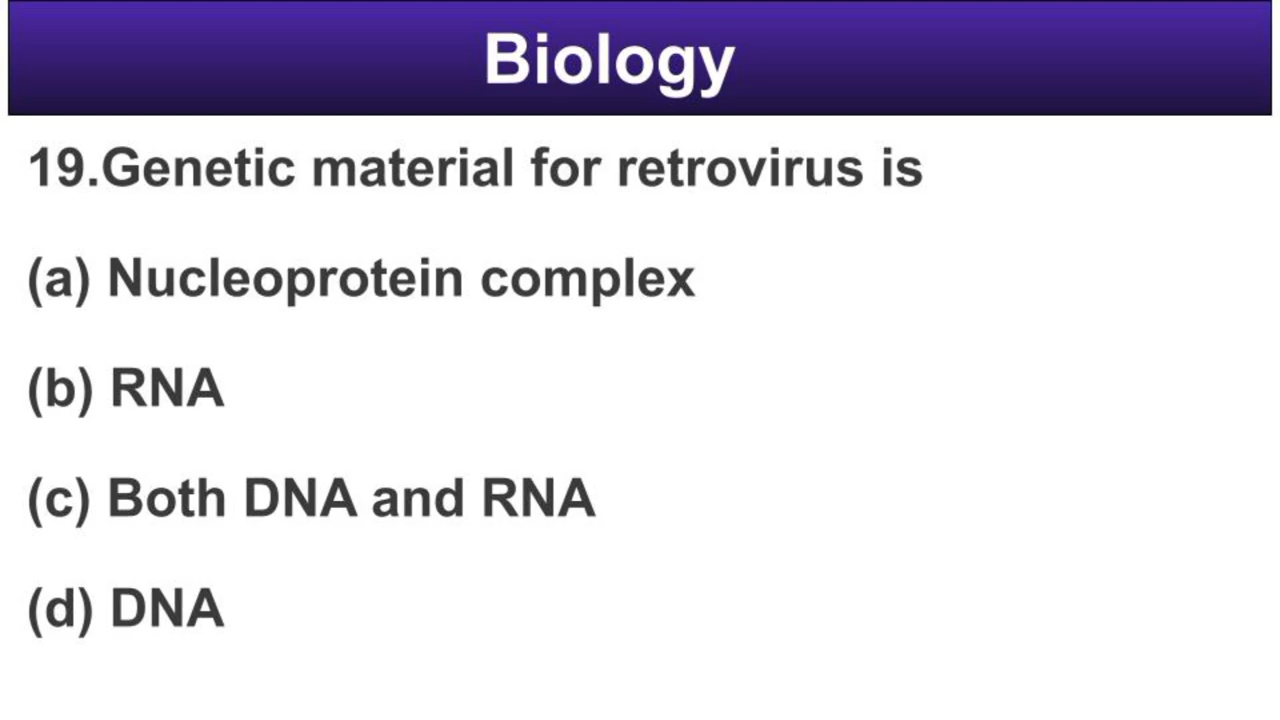 Biology
19.Genetic material for retrovirus is
(a) Nucleoprotein complex
(b) RNA
(c) Both DNA and RNA
(d) DNA